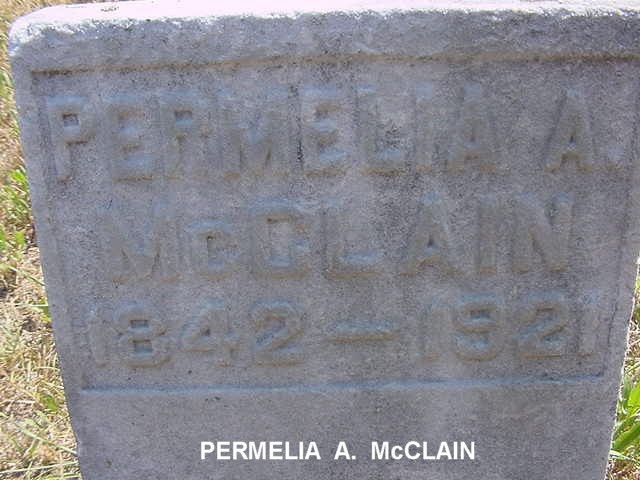 PERMELIA A.
McCLAIN
1842 — 1921
PERMELIA A. McCLAIN